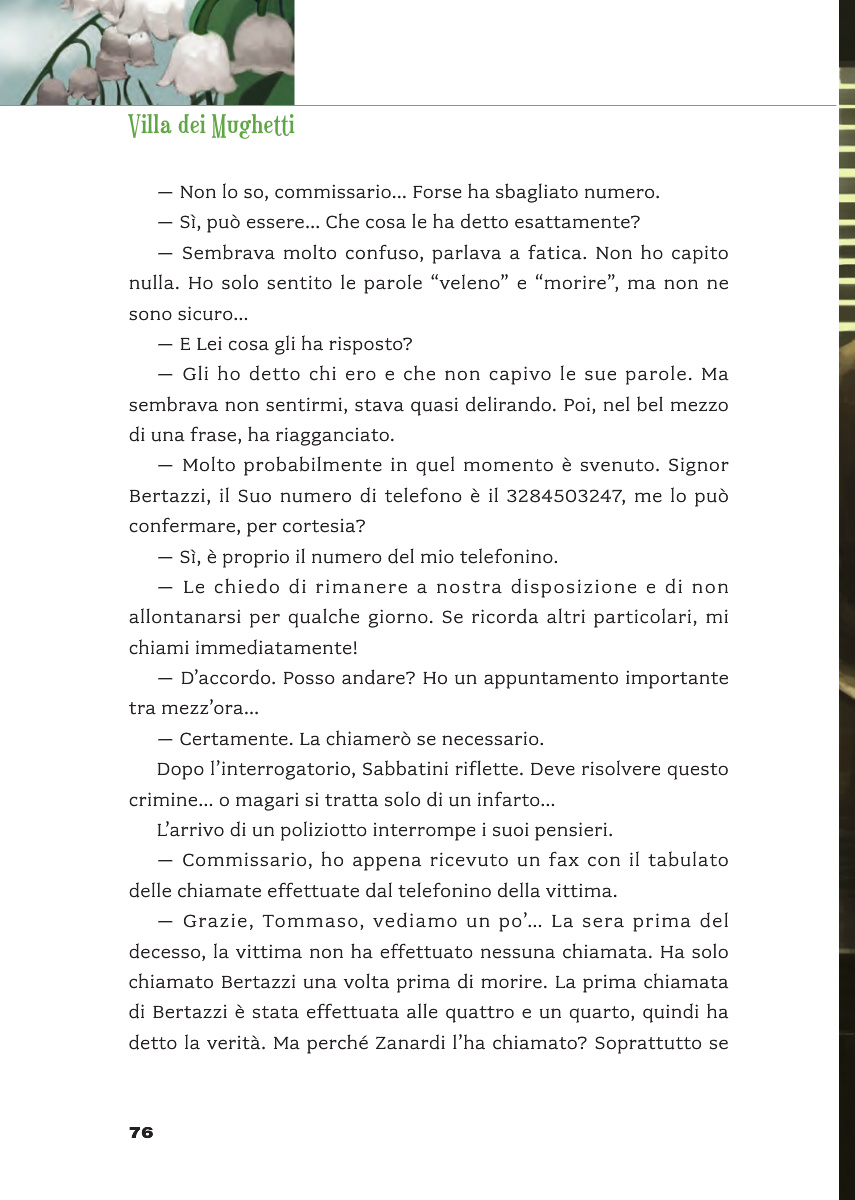 Villa dei Mughetti
— Non lo so, commissario... Forse ha sbagliato numero.
— Sì, può essere... Che cosa le ha detto esattamente?
— Sembrava molto confuso, parlava a fatica. Non ho capito
nulla. Ho solo sentito le parole “veleno” e “morire”, ma non ne
sono sicuro...
— E Lei cosa gli ha risposto?
— Gli ho detto chi ero e che non capivo le sue parole. Ma
sembrava non sentirmi, stava quasi delirando. Poi, nel bel mezzo
di una frase, ha riagganciato.
— Molto probabilmente in quel momento è svenuto. Signor
Bertazzi, il Suo numero di telefono è il 3284503247, me lo può
confermare, per cortesia?
— Sì, è proprio il numero del mio telefonino.
— Le chiedo di rimanere a nostra disposizione e di non
allontanarsi per qualche giorno. Se ricorda altri particolari, mi
chiami immediatamente!
— D’accordo. Posso andare? Ho un appuntamento importante
tra mezz’ora...
— Certamente. La chiamerò se necessario.
Dopo l’interrogatorio, Sabbatini riflette. Deve risolvere questo
crimine... o magari si tratta solo di un infarto...
L’arrivo di un poliziotto interrompe i suoi pensieri.
— Commissario, ho appena ricevuto un fax con il tabulato
delle chiamate effettuate dal telefonino della vittima.
— Grazie, Tommaso, vediamo un po’... La sera prima del
decesso, la vittima non ha effettuato nessuna chiamata. Ha solo
chiamato Bertazzi una volta prima di morire. La prima chiamata
di Bertazzi è stata effettuata alle quattro e un quarto, quindi ha
detto la verità. Ma perché Zanardi l’ha chiamato? Soprattutto se
76